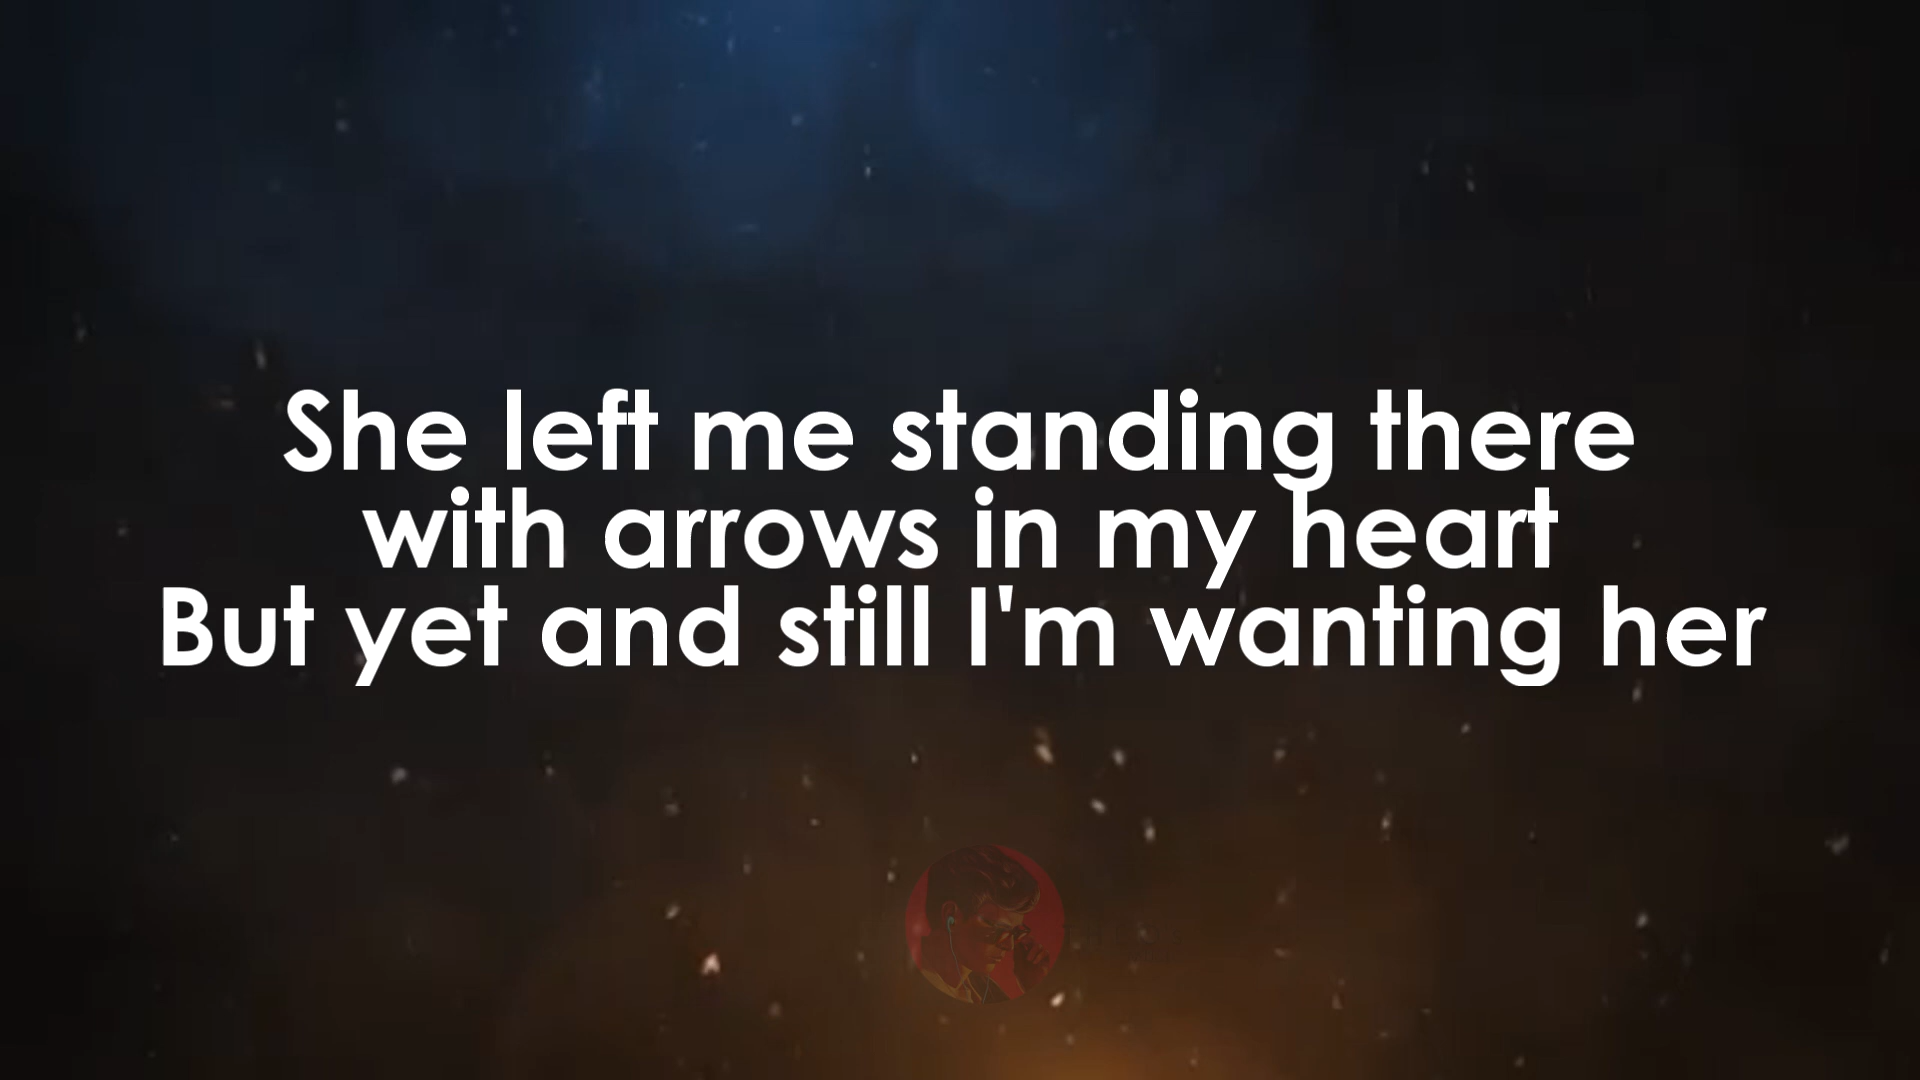 She left me standing there
with arrows in my heart
But yet and still I'm wanting her